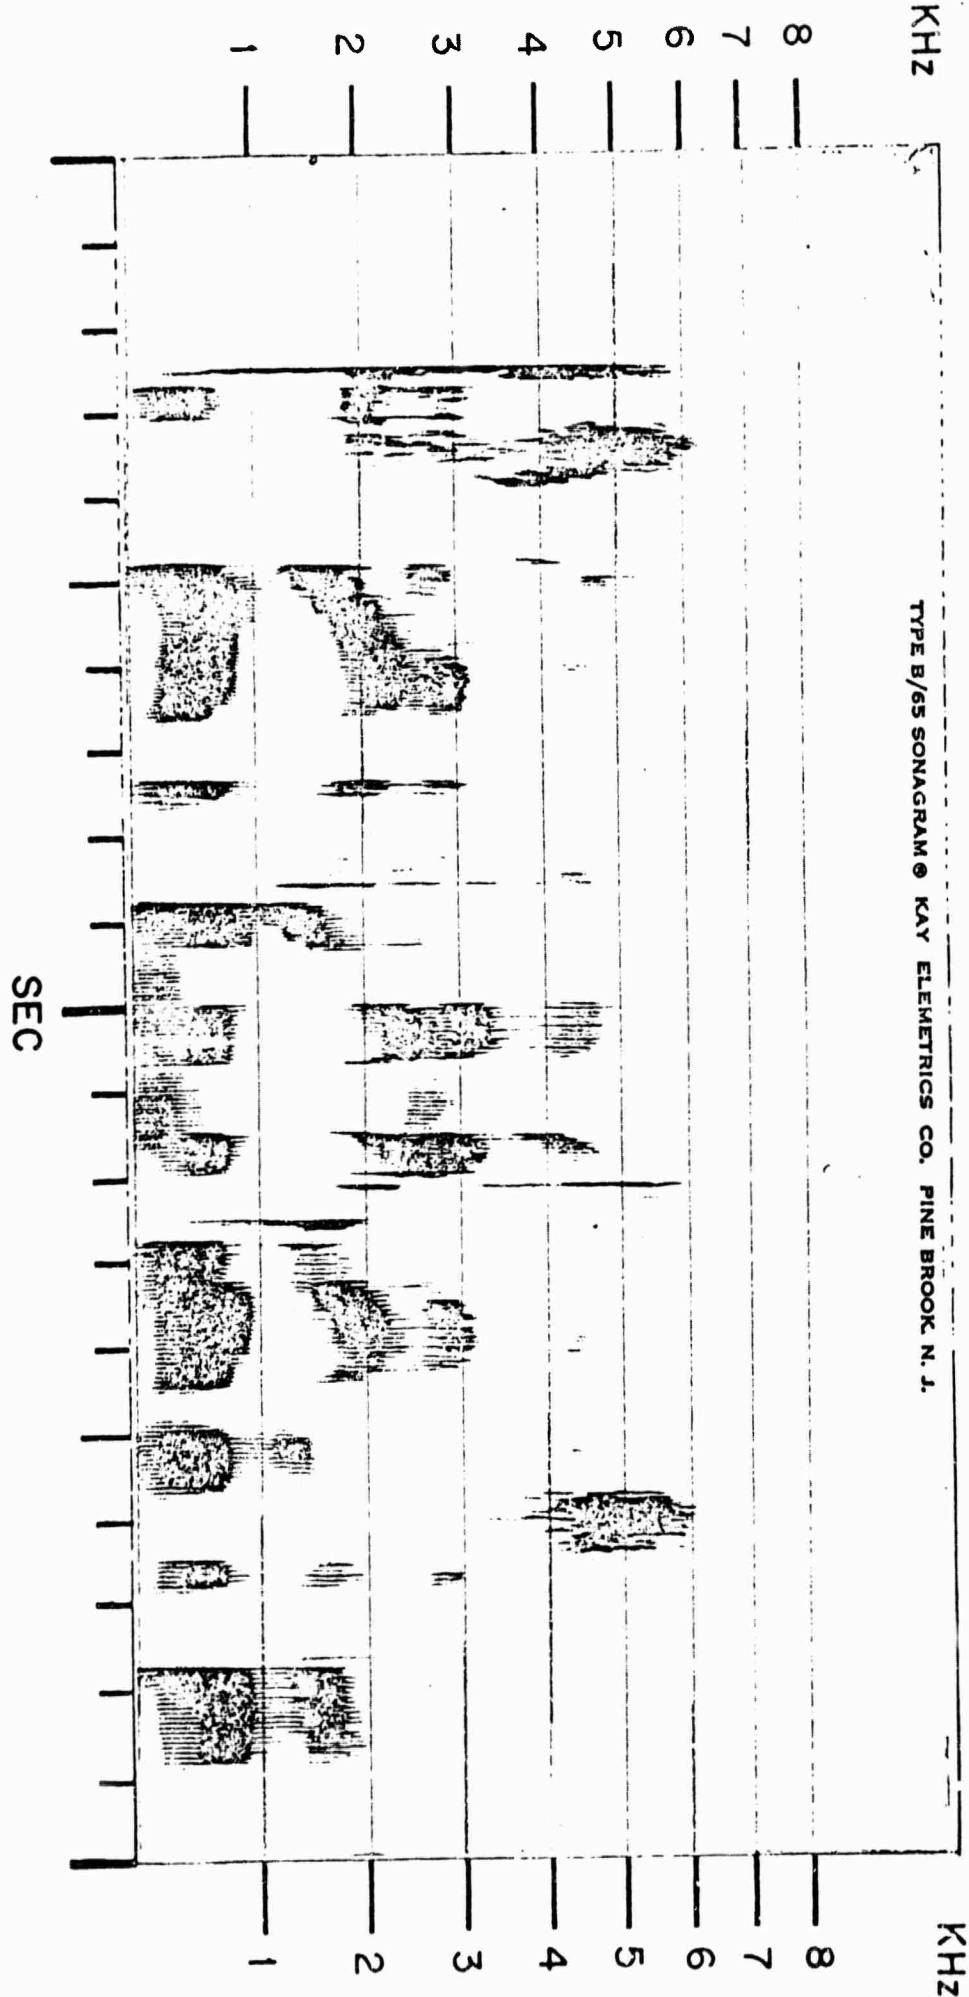 KHz
1 2 3 4 5 6 7 8
TYPE B/65 SONAGRAM® KAY ELEMETRICS CO. PINE BROOK, N. J.
SEC
1 2 3 4 5 6 7 8
KHz